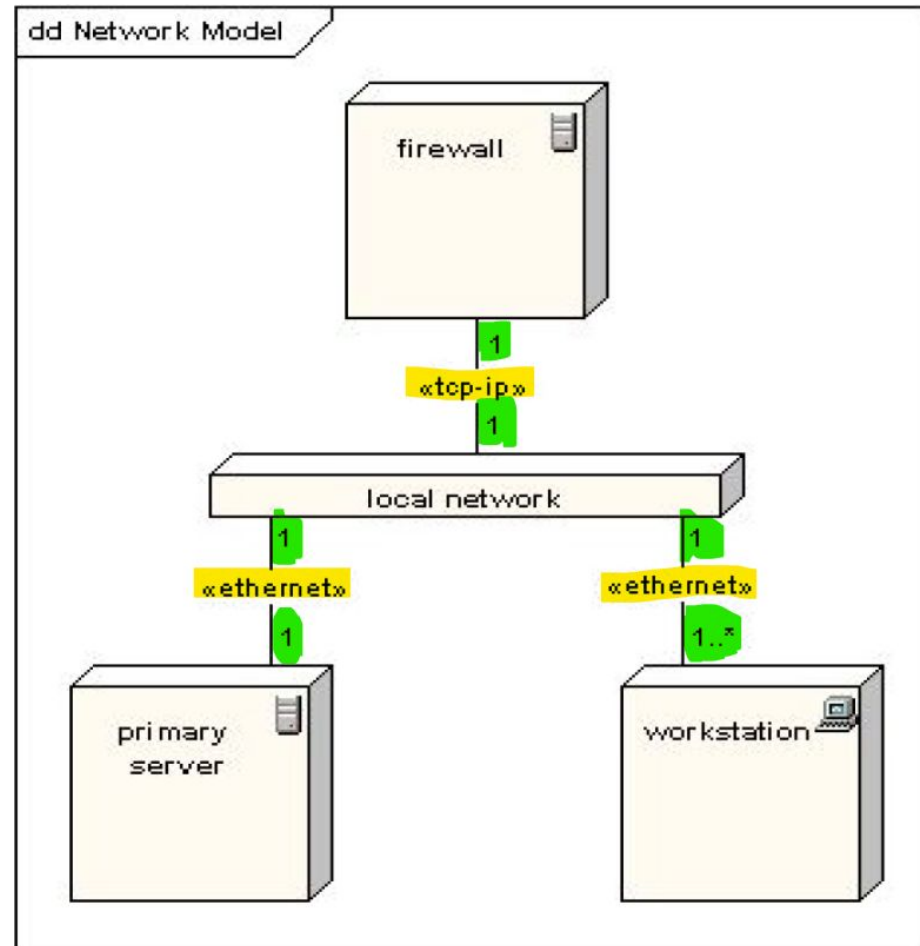 dd Network Model
firewall
1
«tcp-ip»
1
local network
1
1
«ethernet»
«ethernet»
1
1..*
primary
server
workstation